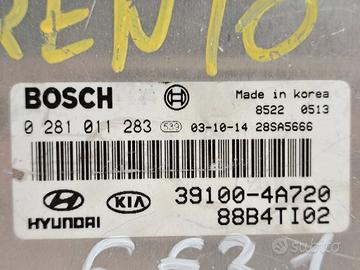 RENTO
BOSCH
Made in korea
8522 0513
0 281 011 283 539 03-10-14 28SA5666
HYUNDAI
KIA
39100-4A720
88B4TI02
subito